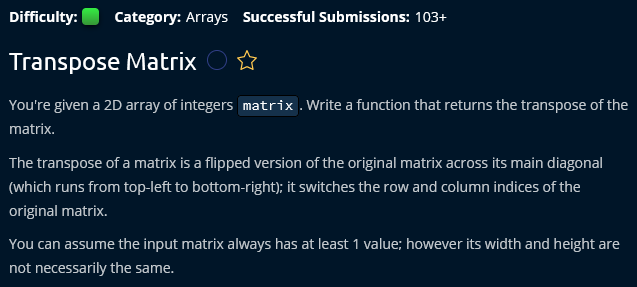 Difficulty: Category: Arrays Successful Submissions: 103+
Transpose Matrix
You're given a 2D array of integers matrix. Write a function that returns the transpose of the
matrix.
The transpose of a matrix is a flipped version of the original matrix across its main diagonal
(which runs from top-left to bottom-right); it switches the row and column indices of the
original matrix.
You can assume the input matrix always has at least 1 value; however its width and height are
not necessarily the same.